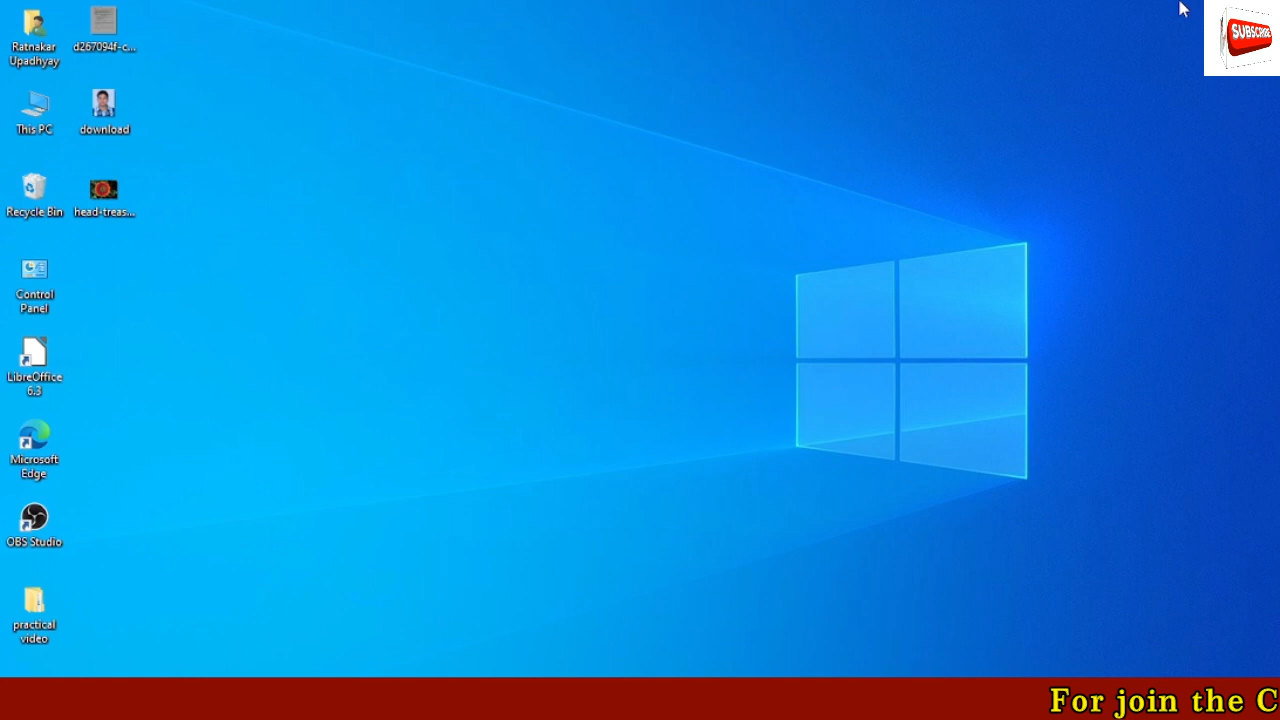 Ratnakar
Upadhyay
d267094f-c...
This PC
download
Recycle Bin
head-treas...
Control
Panel
LibreOffice
6.3
Microsoft
Edge
OBS Studio
practical
video
SUBSCRIBE
For join the C